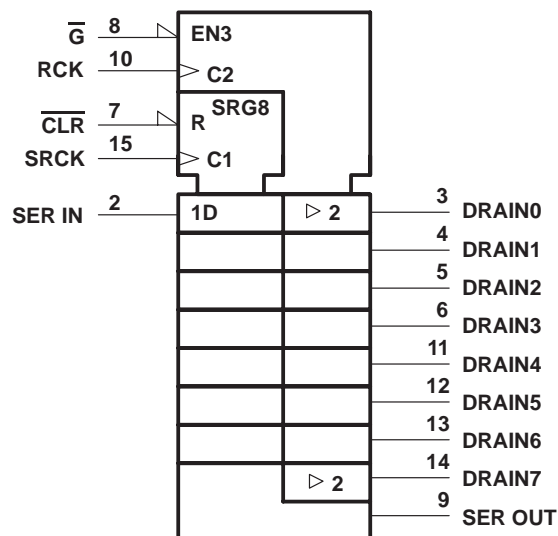 G 8 EN3
RCK 10 C2
SRG8
CLR 7 R
SRCK 15 C1
SER IN 2 1D 2 3 DRAIN0
4 DRAIN1
5 DRAIN2
6 DRAIN3
11 DRAIN4
12 DRAIN5
13 DRAIN6
2 14 DRAIN7
9 SER OUT